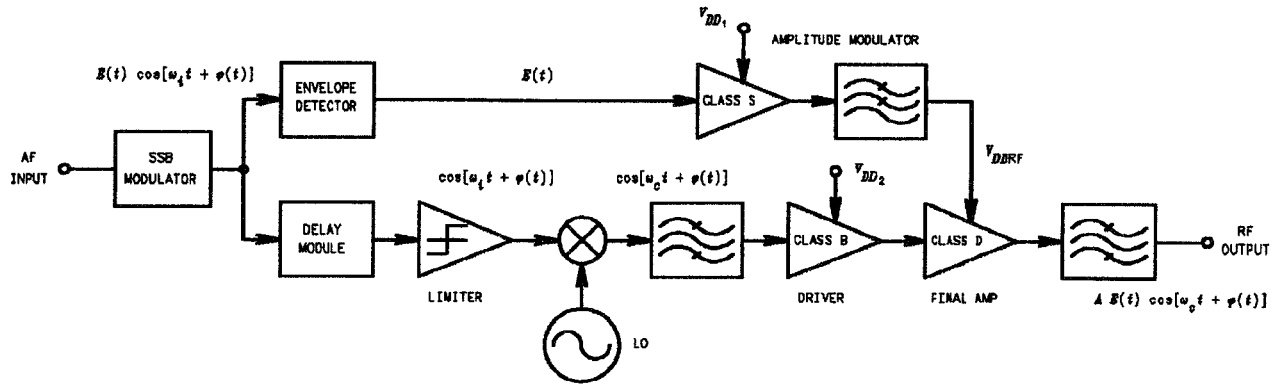 V_DD1
AMPLITUDE MODULATOR
E(t) cos[ω_i t + φ(t)]
ENVELOPE
DETECTOR
E(t)
CLASS S
AF
INPUT
SSB
MODULATOR
V_DDRF
cos[ω_i t + φ(t)]
cos[ω_c t + φ(t)]
V_DD2
DELAY
MODULE
CLASS B
CLASS D
RF
OUTPUT
LIMITER
DRIVER
FINAL AMP
A E(t) cos[ω_c t + φ(t)]
LO